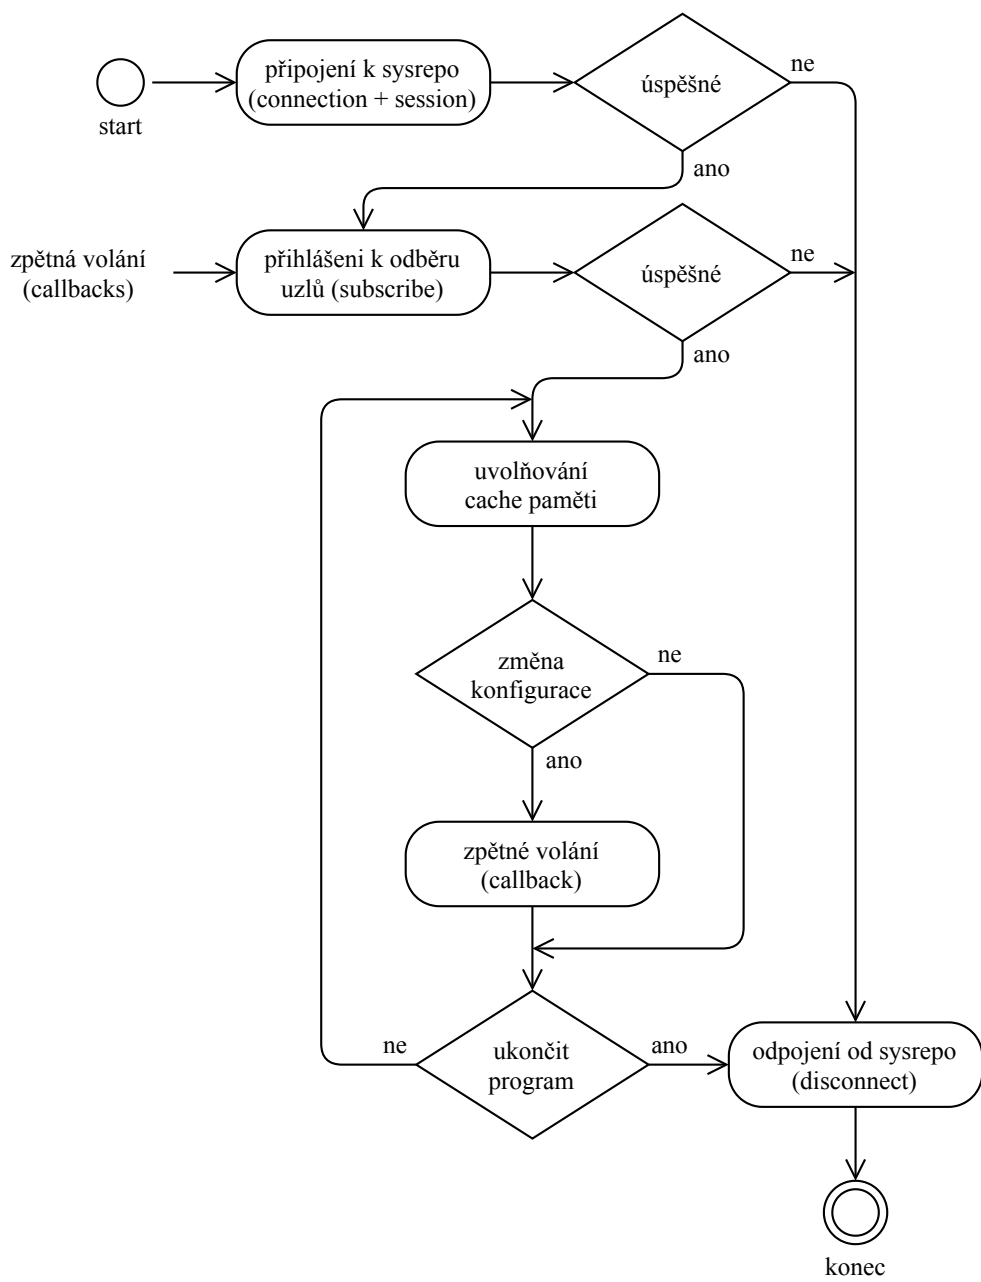 připojení k sysrepo
(connection + session)
úspěšné
ne
start
ano
zpětná volání
(callbacks)
přihlášeni k odběru
uzlů (subscribe)
úspěšné
ne
ano
uvolňování
cache paměti
změna
konfigurace
ne
ano
zpětné volání
(callback)
ne
ukončit
program
ano
odpojení od sysrepo
(disconnect)
konec